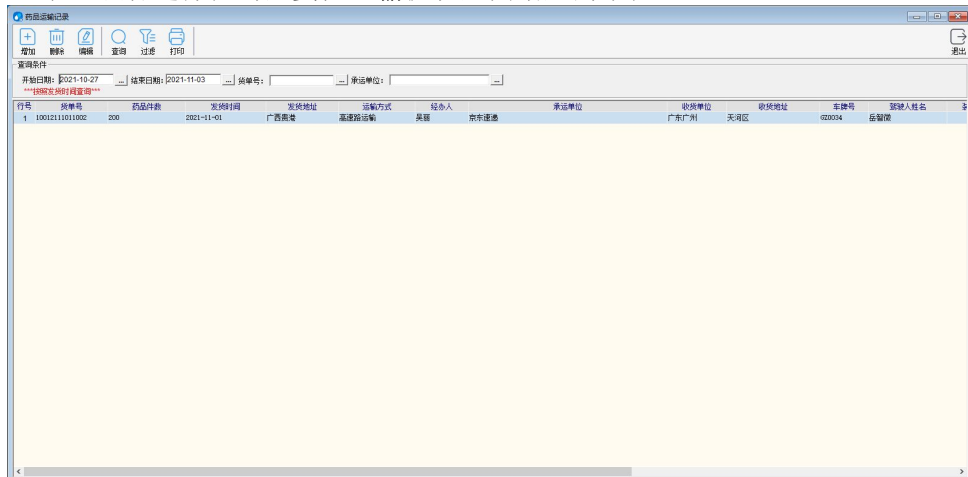 药品运输记录
增加 删除 编辑 查询 过滤 打印 退出
查询条件
开始日期: 2021-10-27 ... 结束日期: 2021-11-03 ... 货单号: ... 承运单位: ...
***按照发货时间查询***
行号 货单号 药品件数 发货时间 发货地址 运输方式 经办人 承运单位 收货单位 收货地址 车牌号 驾驶人姓名
1 10012111011002 200 2021-11-01 广西贵港 高速路运输 吴丽 京东速递 广东广州 天河区 GZ0034